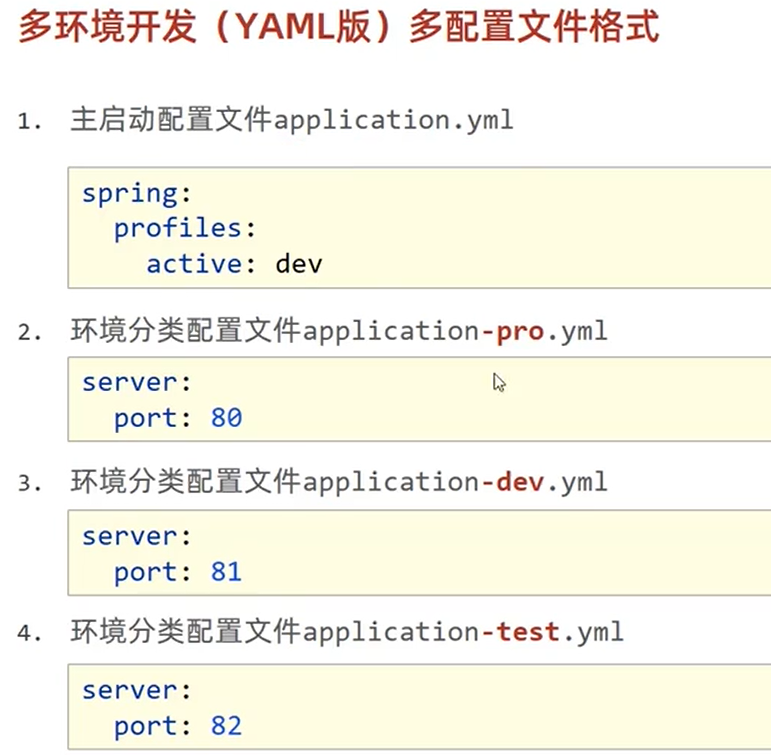 多环境开发（YAML版）多配置文件格式
1. 主启动配置文件application.yml
spring:
  profiles:
    active: dev
2. 环境分类配置文件application-pro.yml
server:
  port: 80
3. 环境分类配置文件application-dev.yml
server:
  port: 81
4. 环境分类配置文件application-test.yml
server:
  port: 82